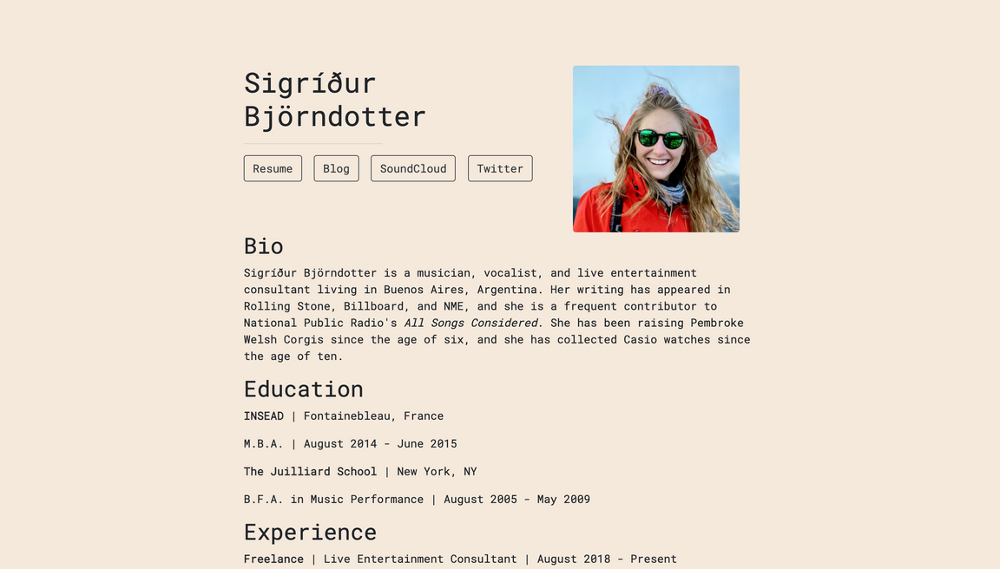 Sigríður
Björndotter
Resume Blog SoundCloud Twitter
Bio
Sigríður Björndotter is a musician, vocalist, and live entertainment
consultant living in Buenos Aires, Argentina. Her writing has appeared in
Rolling Stone, Billboard, and NME, and she is a frequent contributor to
National Public Radio's All Songs Considered. She has been raising Pembroke
Welsh Corgis since the age of six, and she has collected Casio watches since
the age of ten.
Education
INSEAD | Fontainebleau, France
M.B.A. | August 2014 - June 2015
The Juilliard School | New York, NY
B.F.A. in Music Performance | August 2005 - May 2009
Experience
Freelance | Live Entertainment Consultant | August 2018 - Present